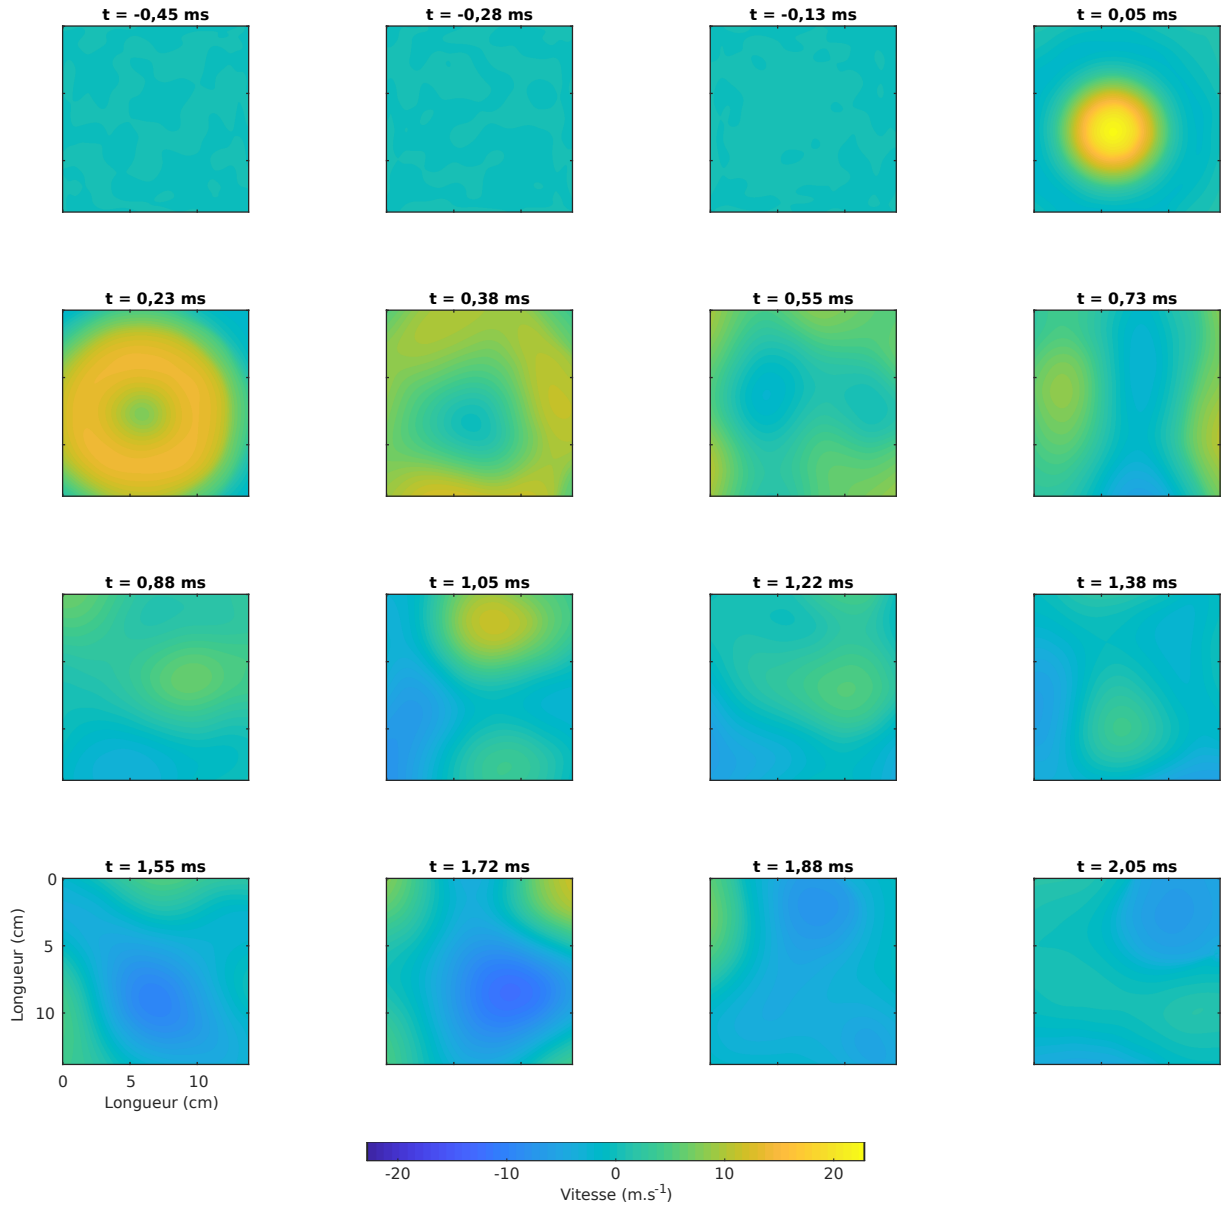 t = -0,45 ms
t = -0,28 ms
t = -0,13 ms
t = 0,05 ms
t = 0,23 ms
t = 0,38 ms
t = 0,55 ms
t = 0,73 ms
t = 0,88 ms
t = 1,05 ms
t = 1,22 ms
t = 1,38 ms
t = 1,55 ms
t = 1,72 ms
t = 1,88 ms
t = 2,05 ms
0
5
10
Longueur (cm)
0 5 10
Longueur (cm)
-20 -10 0 10 20
Vitesse (m.s⁻¹)